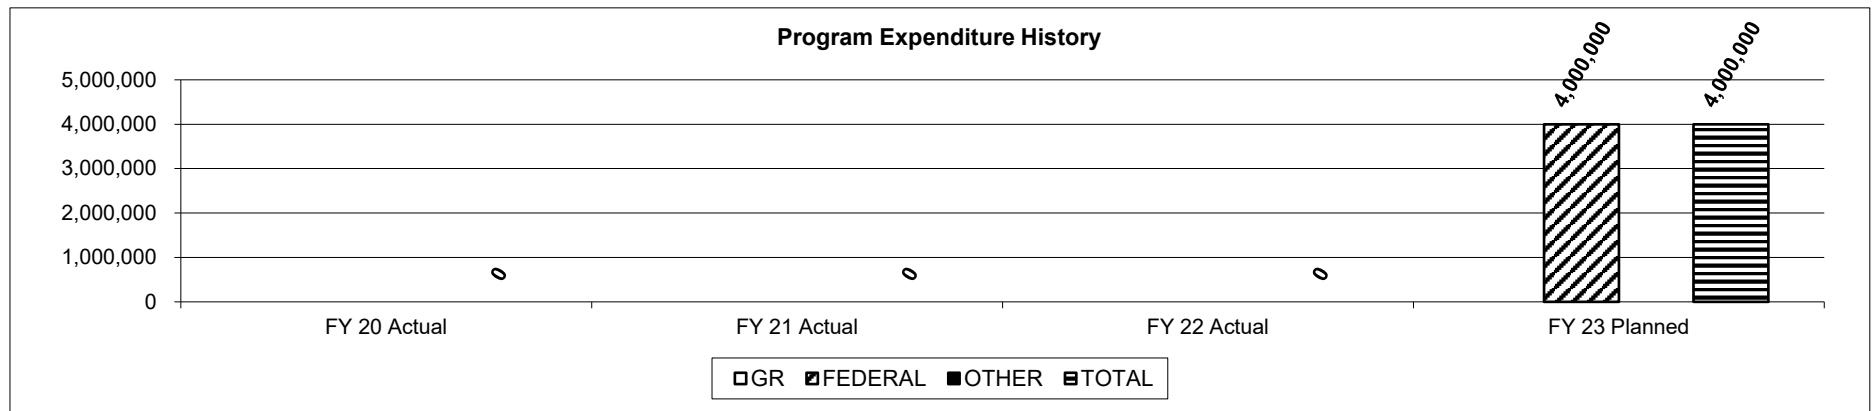 Program Expenditure History
4,000,000 4,000,000
5,000,000
4,000,000
3,000,000
2,000,000
1,000,000
0 0 0
0
FY 20 Actual FY 21 Actual FY 22 Actual FY 23 Planned
GR FEDERAL OTHER TOTAL